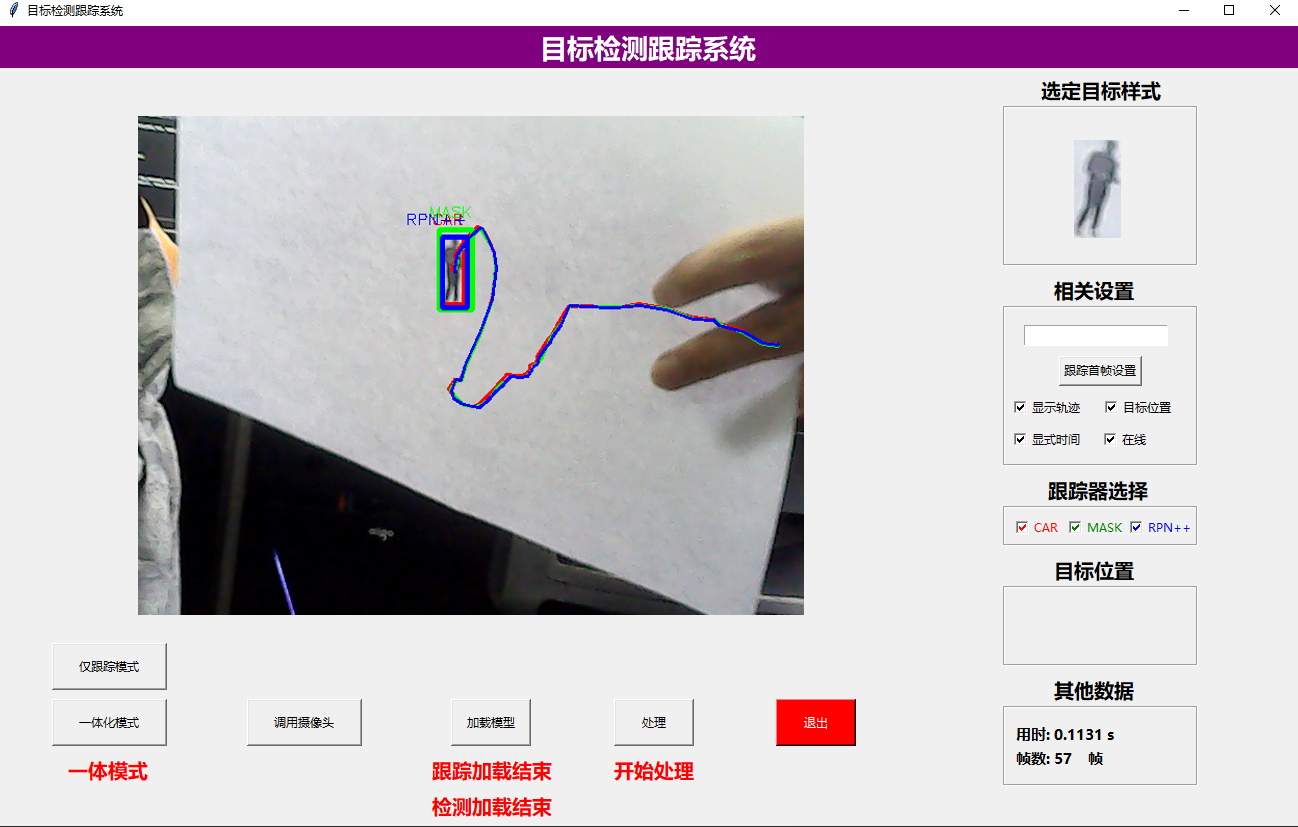 目标检测跟踪系统
目标检测跟踪系统
选定目标样式
MASK
RPN++
CAR
相关设置
跟踪首帧设置
显示轨迹 目标位置
显式时间 在线
跟踪器选择
CAR MASK RPN++
目标位置
aigo
仅跟踪模式
一体化模式 调用摄像头 加载模型 处理 退出
一体模式 跟踪加载结束 开始处理
检测加载结束
其他数据
用时: 0.1131 s
帧数: 57 帧